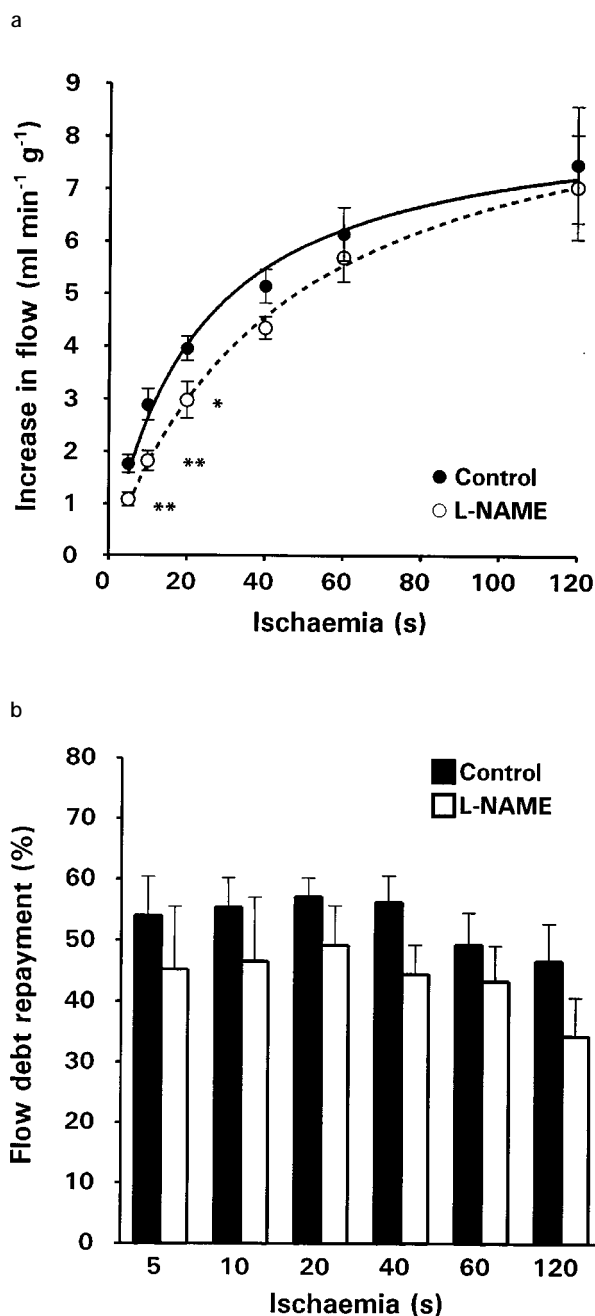 a
Increase in flow (ml min⁻¹ g⁻¹)
9
8
7
6
5
4
3
2
1
0
*
**
**
Control
L-NAME
0 20 40 60 80 100 120
Ischaemia (s)
b
Flow debt repayment (%)
80
70
60
50
40
30
20
10
0
Control
L-NAME
5 10 20 40 60 120
Ischaemia (s)